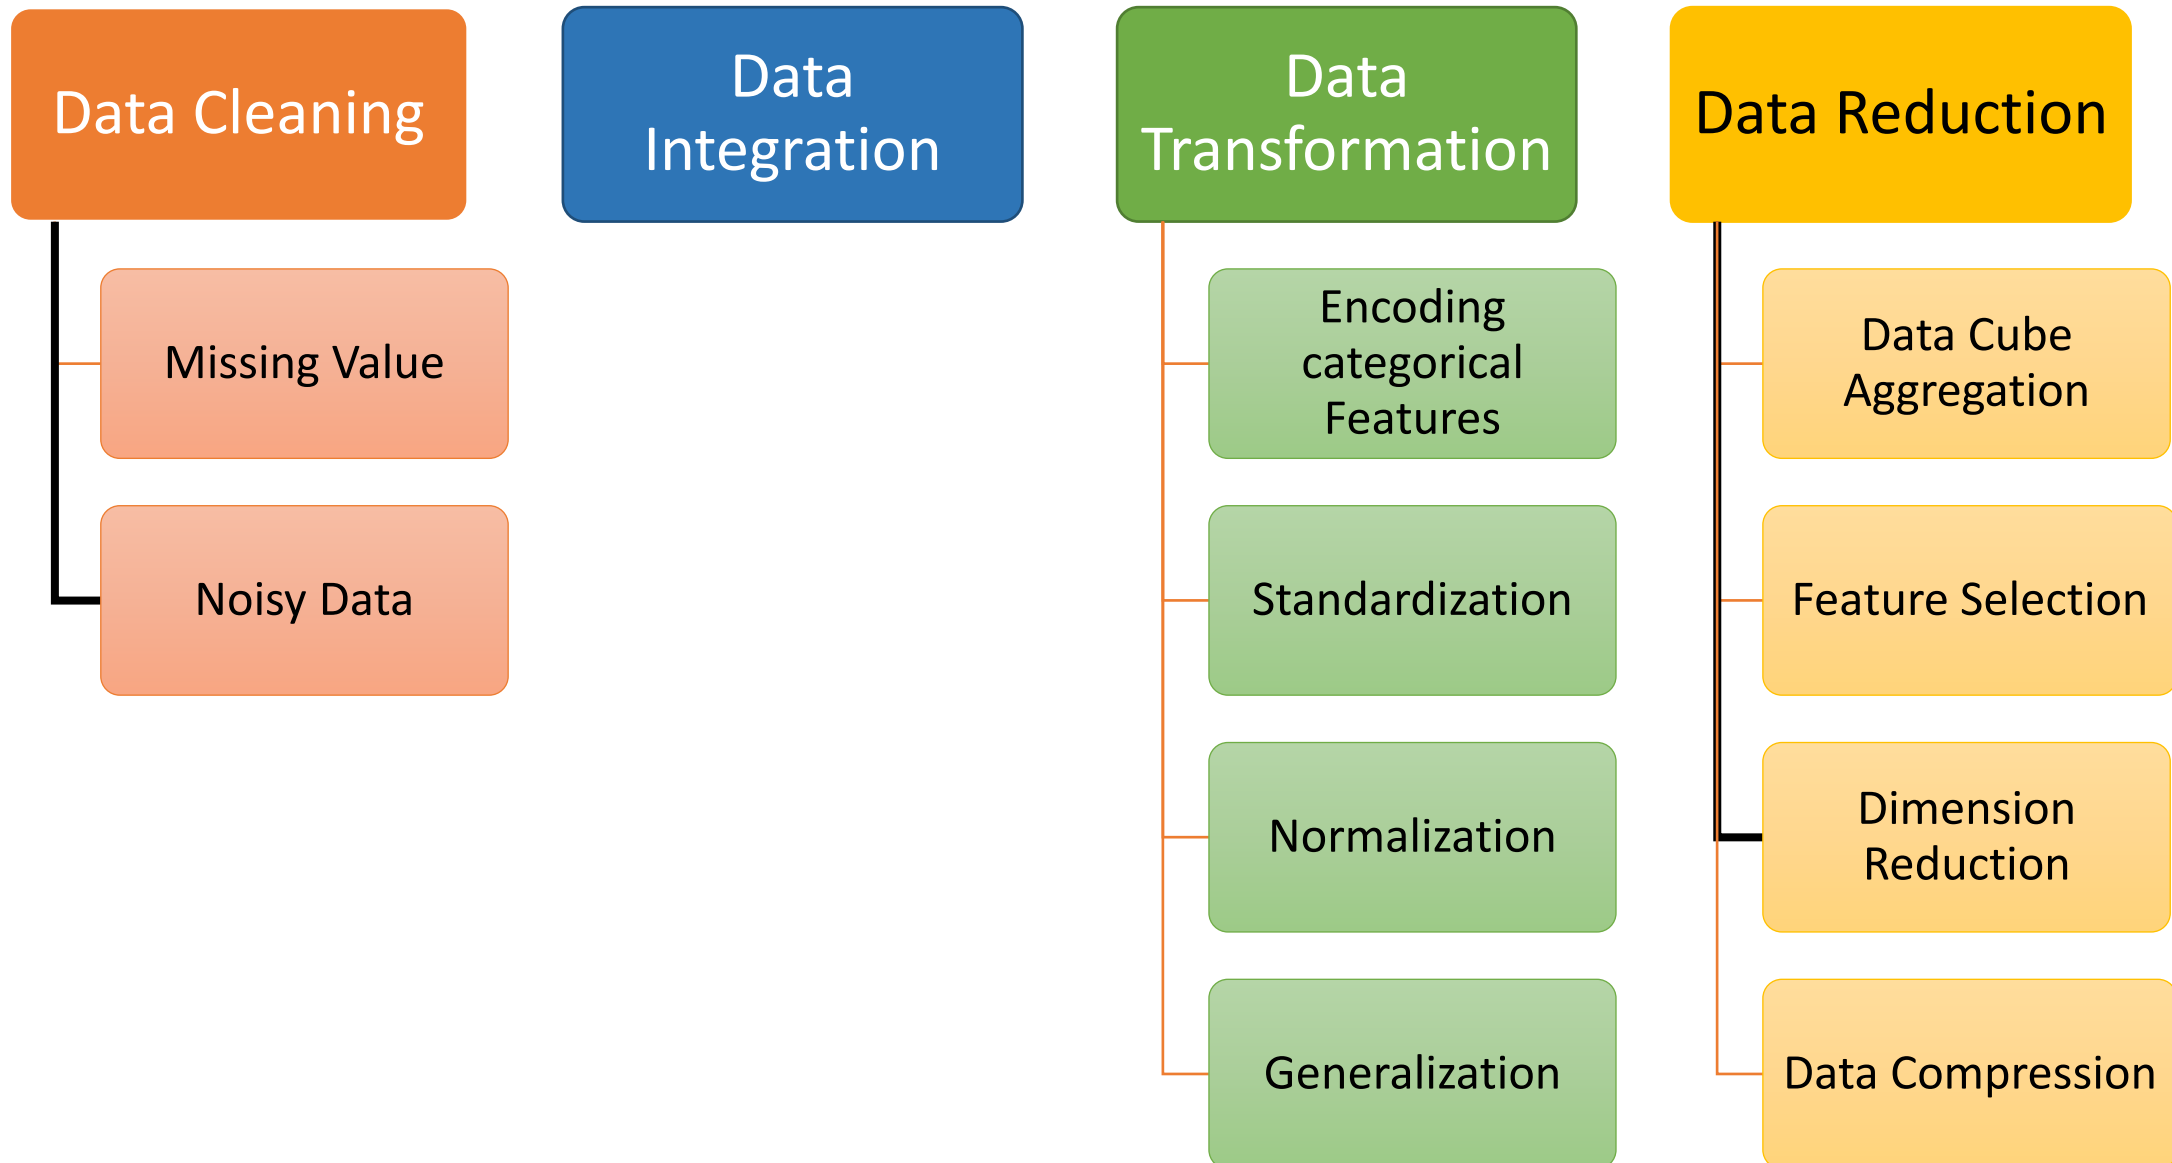 Data Cleaning
Missing Value
Noisy Data
Data
Integration
Data
Transformation
Encoding
categorical
Features
Standardization
Normalization
Generalization
Data Reduction
Data Cube
Aggregation
Feature Selection
Dimension
Reduction
Data Compression